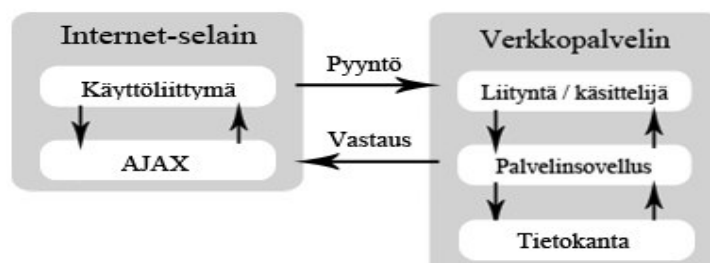 Internet-selain
Käyttöliittymä
AJAX
Pyyntö
Vastaus
Verkkopalvelin
Liityntä / käsittelijä
Palvelinsovellus
Tietokanta